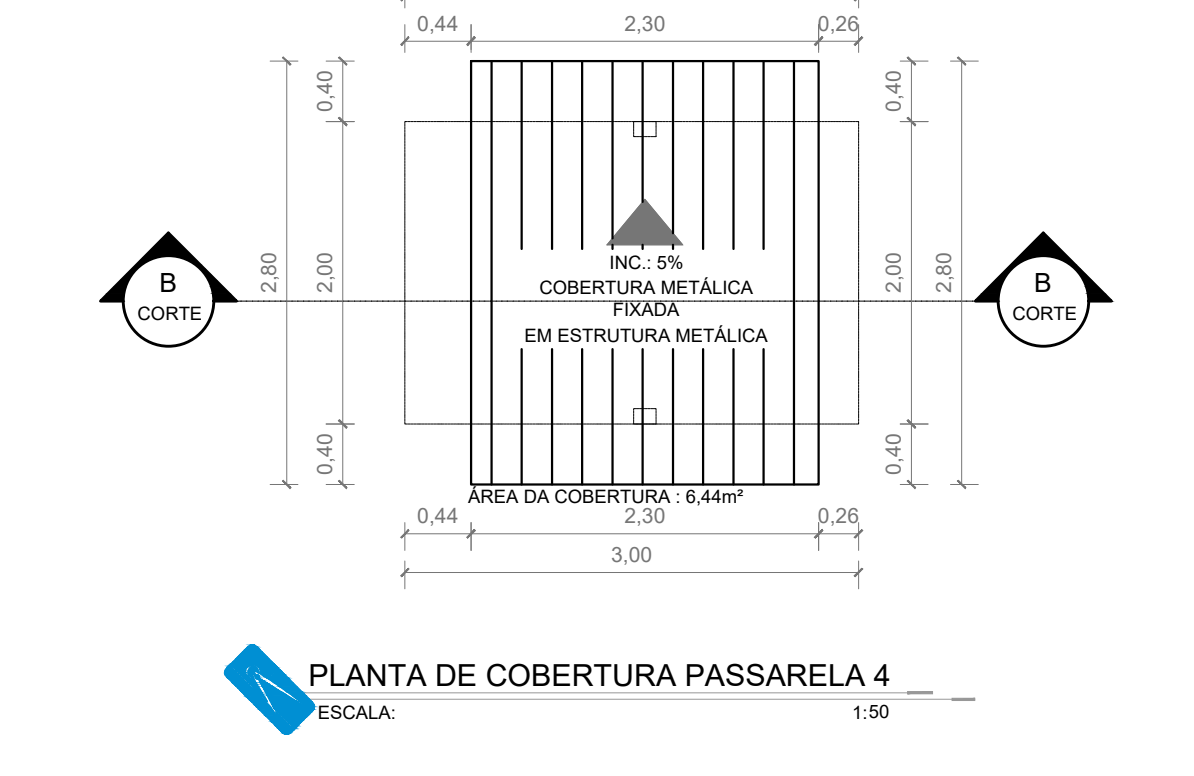 0,44 2,30 0,26
0,40 0,40
2,80 2,00 2,00 2,80
B
CORTE
B
CORTE
INC.: 5%
COBERTURA METÁLICA
FIXADA
EM ESTRUTURA METÁLICA
0,40 0,40
ÁREA DA COBERTURA : 6,44m²
0,44 2,30 0,26
3,00
PLANTA DE COBERTURA PASSARELA 4
ESCALA: 1:50